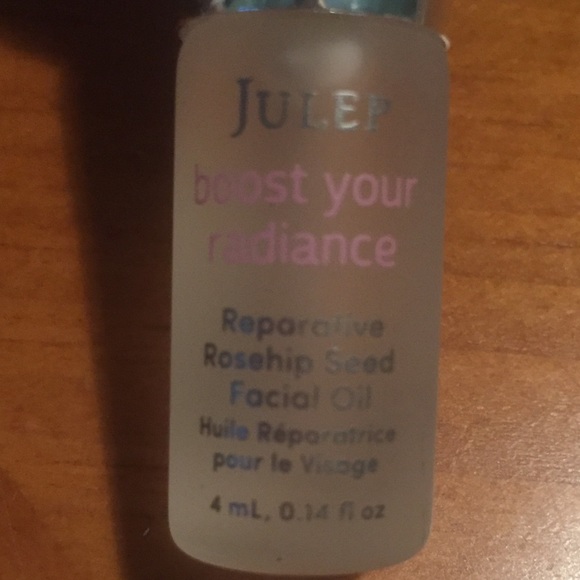 JULEP
boost your
radiance
Reparative
Rosehip Seed
Facial Oil
Huile Réparatrice
pour le Visage
4 mL, 0.14 fl oz